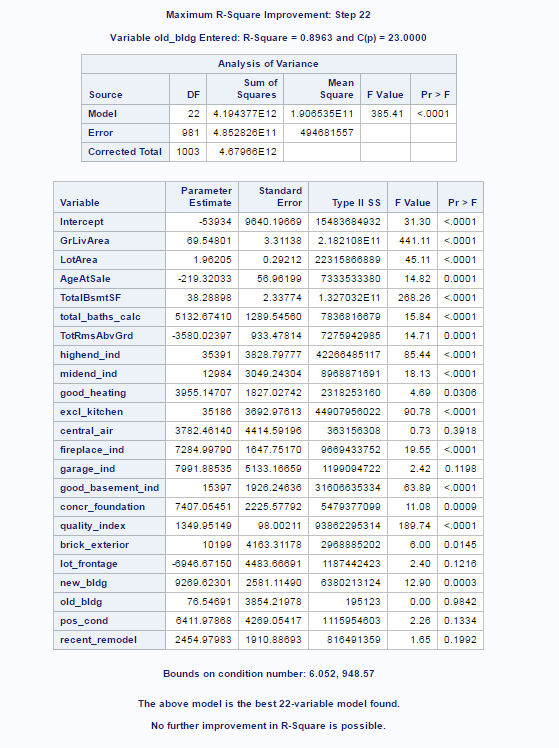 Maximum R-Square Improvement: Step 22
Variable old_bldg Entered: R-Square = 0.8963 and C(p) = 23.0000
Analysis of Variance
Source DF Sum of Squares Mean Square F Value Pr > F
Model 22 4.194377E12 1.906535E11 385.41 <.0001
Error 981 4.852826E11 494681557
Corrected Total 1003 4.67966E12
Variable Parameter Estimate Standard Error Type II SS F Value Pr > F
Intercept -53934 9640.19669 15483684932 31.30 <.0001
GrLivArea 69.54801 3.31138 2.182108E11 441.11 <.0001
LotArea 1.96205 0.29212 22315866889 45.11 <.0001
AgeAtSale -219.32033 56.96199 7333533380 14.82 0.0001
TotalBsmtSF 38.28898 2.33774 1.327032E11 268.26 <.0001
total_baths_calc 5132.67410 1289.54560 7836816679 15.84 <.0001
TotRmsAbvGrd -3580.02397 933.47814 7275942985 14.71 0.0001
highend_ind 35391 3828.79777 42266485117 85.44 <.0001
midend_ind 12984 3049.24304 8968871691 18.13 <.0001
good_heating 3955.14707 1827.02742 2318253160 4.69 0.0306
excl_kitchen 35186 3692.97613 44907956022 90.78 <.0001
central_air 3782.46140 4414.59196 363156308 0.73 0.3918
fireplace_ind 7284.99790 1647.75170 9669433752 19.55 <.0001
garage_ind 7991.88535 5133.16659 1199094722 2.42 0.1198
good_basement_ind 15397 1926.24636 31606635334 63.89 <.0001
concr_foundation 7407.05451 2225.57792 5479377099 11.08 0.0009
quality_index 1349.95149 98.00211 93862295314 189.74 <.0001
brick_exterior 10199 4163.31178 2968885202 6.00 0.0145
lot_frontage -6946.67150 4483.66691 1187442423 2.40 0.1216
new_bldg 9269.62301 2581.11490 6380213124 12.90 0.0003
old_bldg 76.54691 3854.21978 195123 0.00 0.9842
pos_cond 6411.97868 4269.05417 1115954603 2.26 0.1334
recent_remodel 2454.97983 1910.88693 816491359 1.65 0.1992
Bounds on condition number: 6.052, 948.57
The above model is the best 22-variable model found.
No further improvement in R-Square is possible.